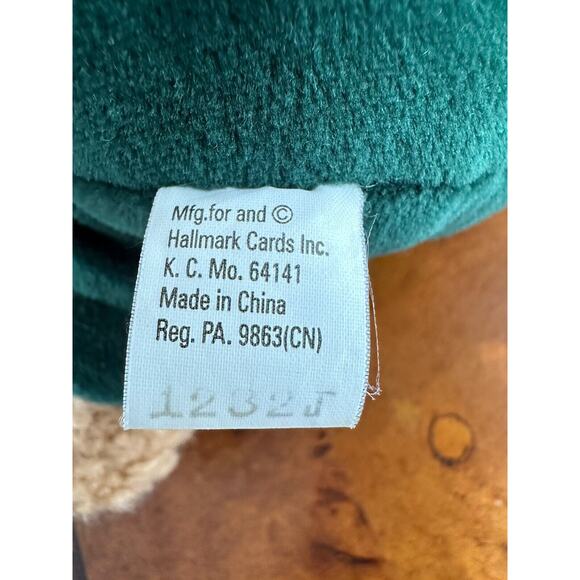 Mfg.for and ©
Hallmark Cards Inc.
K. C. Mo. 64141
Made in China
Reg. PA. 9863(CN)
1232J